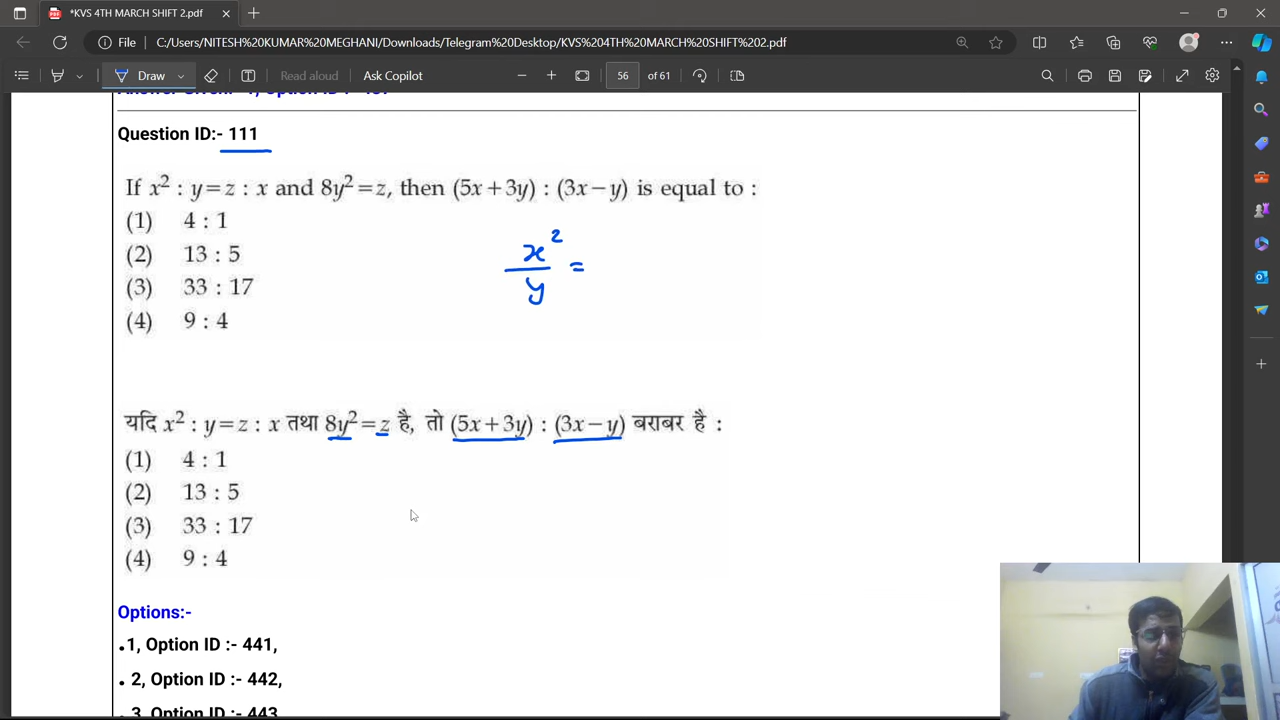 *KVS 4TH MARCH SHIFT 2.pdf
File C:/Users/NITESH%20KUMAR%20MEGHANI/Downloads/Telegram%20Desktop/KVS%204TH%20MARCH%20SHIFT%202.pdf
Draw Read aloud Ask Copilot 56 of 61
Question ID:- 111
If x² : y = z : x and 8y² = z, then (5x + 3y) : (3x − y) is equal to :
(1) 4 : 1
(2) 13 : 5
(3) 33 : 17
(4) 9 : 4
x²
— =
y
यदि x² : y = z : x तथा 8y² = z है, तो (5x + 3y) : (3x − y) बराबर है :
(1) 4 : 1
(2) 13 : 5
(3) 33 : 17
(4) 9 : 4
Options:-
.1, Option ID :- 441,
. 2, Option ID :- 442,
. 3, Option ID :- 443